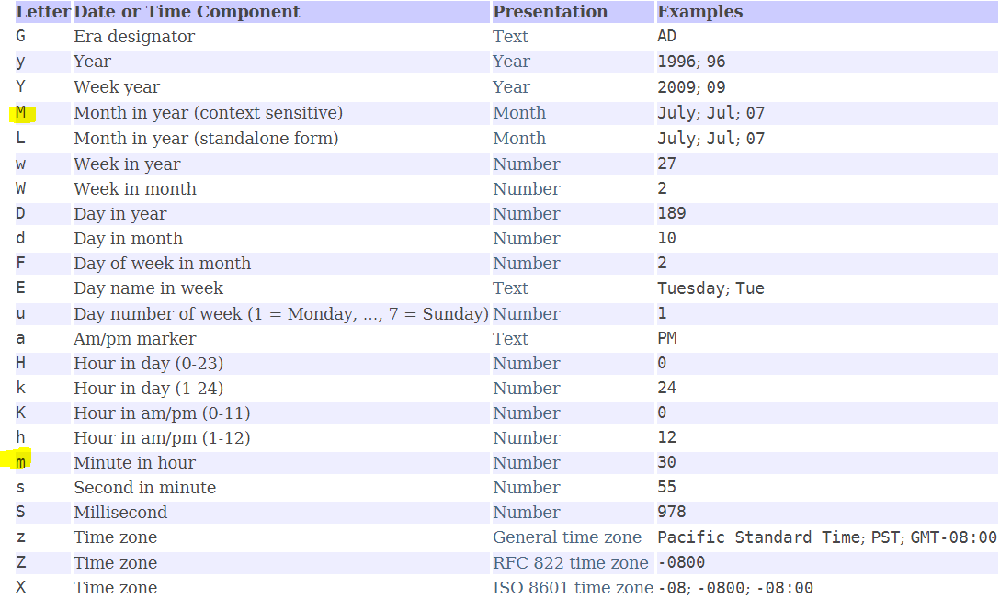 Letter Date or Time Component Presentation Examples
G Era designator Text AD
y Year Year 1996; 96
Y Week year Year 2009; 09
M Month in year (context sensitive) Month July; Jul; 07
L Month in year (standalone form) Month July; Jul; 07
w Week in year Number 27
W Week in month Number 2
D Day in year Number 189
d Day in month Number 10
F Day of week in month Number 2
E Day name in week Text Tuesday; Tue
u Day number of week (1 = Monday, ..., 7 = Sunday) Number 1
a Am/pm marker Text PM
H Hour in day (0-23) Number 0
k Hour in day (1-24) Number 24
K Hour in am/pm (0-11) Number 0
h Hour in am/pm (1-12) Number 12
m Minute in hour Number 30
s Second in minute Number 55
S Millisecond Number 978
z Time zone General time zone Pacific Standard Time; PST; GMT-08:00
Z Time zone RFC 822 time zone -0800
X Time zone ISO 8601 time zone -08; -0800; -08:00